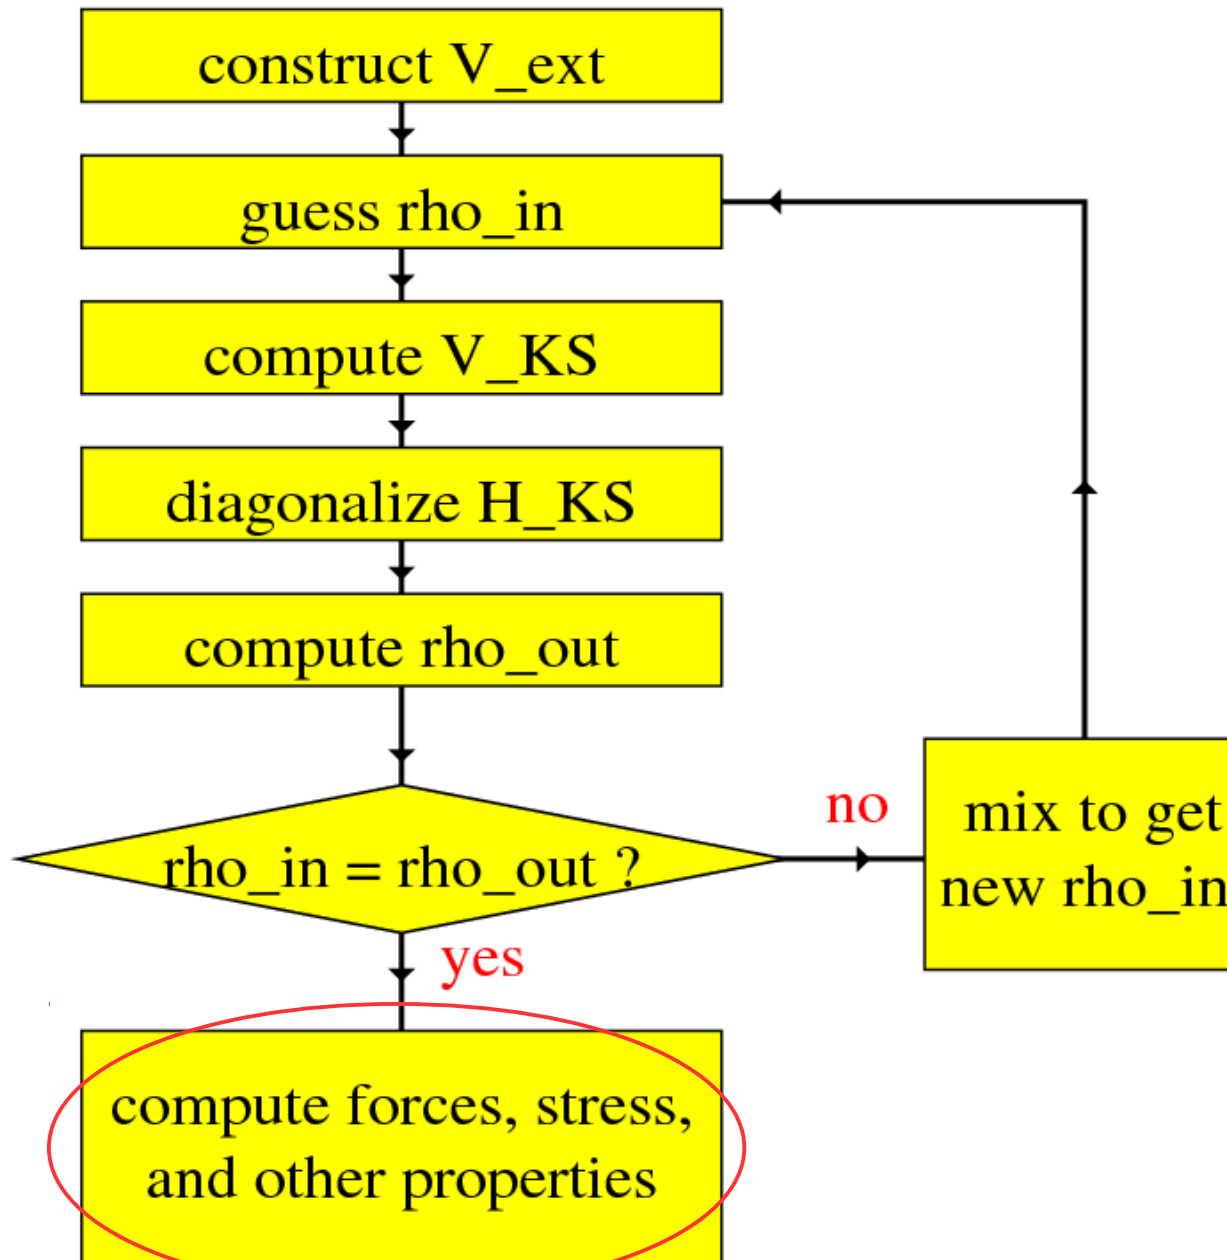 construct V_ext
guess rho_in
compute V_KS
diagonalize H_KS
compute rho_out
rho_in = rho_out ?
no
mix to get
new rho_in
yes
compute forces, stress,
and other properties